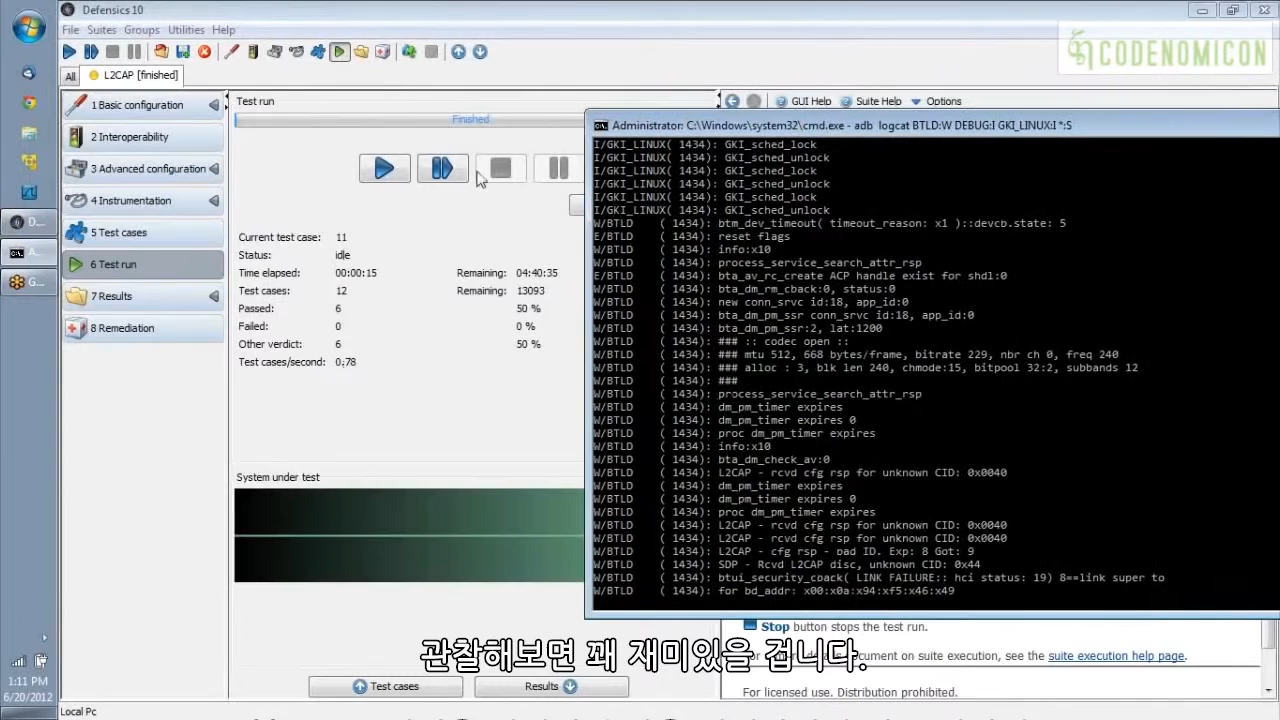 Defensics 10
File Suites Groups Utilities Help
CODENOMICON
All L2CAP [finished]
1 Basic configuration
2 Interoperability
3 Advanced configuration
4 Instrumentation
5 Test cases
6 Test run
7 Results
8 Remediation
Test run
Finished
Current test case: 11
Status: idle
Time elapsed: 00:00:15 Remaining: 04:40:35
Test cases: 12 Remaining: 13093
Passed: 6 50 %
Failed: 0 0 %
Other verdict: 6 50 %
Test cases/second: 0.78
System under test
Test cases Results
GUI Help Suite Help Options
Administrator: C:\Windows\system32\cmd.exe - adb logcat BTLD:W DEBUG:I GKI_LINUX:I *:S
I/GKI_LINUX( 1434): GKI_sched_lock
I/GKI_LINUX( 1434): GKI_sched_unlock
I/GKI_LINUX( 1434): GKI_sched_lock
I/GKI_LINUX( 1434): GKI_sched_unlock
I/GKI_LINUX( 1434): GKI_sched_lock
I/GKI_LINUX( 1434): GKI_sched_unlock
W/BTLD ( 1434): btm_dev_timeout( timeout_reason: x1 )::devcb.state: 5
E/BTLD ( 1434): reset flags
W/BTLD ( 1434): info:x10
W/BTLD ( 1434): process_service_search_attr_rsp
E/BTLD ( 1434): bta_av_rc_create ACP handle exist for shdl:0
W/BTLD ( 1434): bta_dm_rm_cback:0, status:0
W/BTLD ( 1434): new conn_srvc id:18, app_id:0
W/BTLD ( 1434): bta_dm_pm_ssr conn_srvc id:18, app_id:0
W/BTLD ( 1434): bta_dm_pm_ssr:2, lat:1200
W/BTLD ( 1434): ### :: codec open ::
W/BTLD ( 1434): ### mtu 512, 668 bytes/frame, bitrate 229, nbr ch 0, freq 240
W/BTLD ( 1434): ### alloc : 3, blk len 240, chmode:15, bitpool 32:2, subbands 12
W/BTLD ( 1434): ###
W/BTLD ( 1434): process_service_search_attr_rsp
W/BTLD ( 1434): dm_pm_timer expires
W/BTLD ( 1434): dm_pm_timer expires 0
W/BTLD ( 1434): proc dm_pm_timer expires
W/BTLD ( 1434): info:x10
W/BTLD ( 1434): bta_dm_check_av:0
W/BTLD ( 1434): L2CAP - rcvd cfg rsp for unknown CID: 0x0040
W/BTLD ( 1434): dm_pm_timer expires
W/BTLD ( 1434): dm_pm_timer expires 0
W/BTLD ( 1434): proc dm_pm_timer expires
W/BTLD ( 1434): L2CAP - rcvd cfg rsp for unknown CID: 0x0040
W/BTLD ( 1434): L2CAP - rcvd cfg rsp for unknown CID: 0x0040
W/BTLD ( 1434): L2CAP - cfg rsp - bad ID. Exp: 8 Got: 9
W/BTLD ( 1434): SDP - Rcvd L2CAP disc, unknown CID: 0x44
W/BTLD ( 1434): btui_security_cback( LINK FAILURE:: hci status: 19) 8==link super to
W/BTLD ( 1434): for bd_addr: x00:x0a:x94:xf5:x46:x49
Stop button stops the test run.
document on suite execution, see the suite execution help page.
For licensed use. Distribution prohibited.
관찰해보면 꽤 재미있을 겁니다.
1:11 PM
6/20/2012
Local Pc